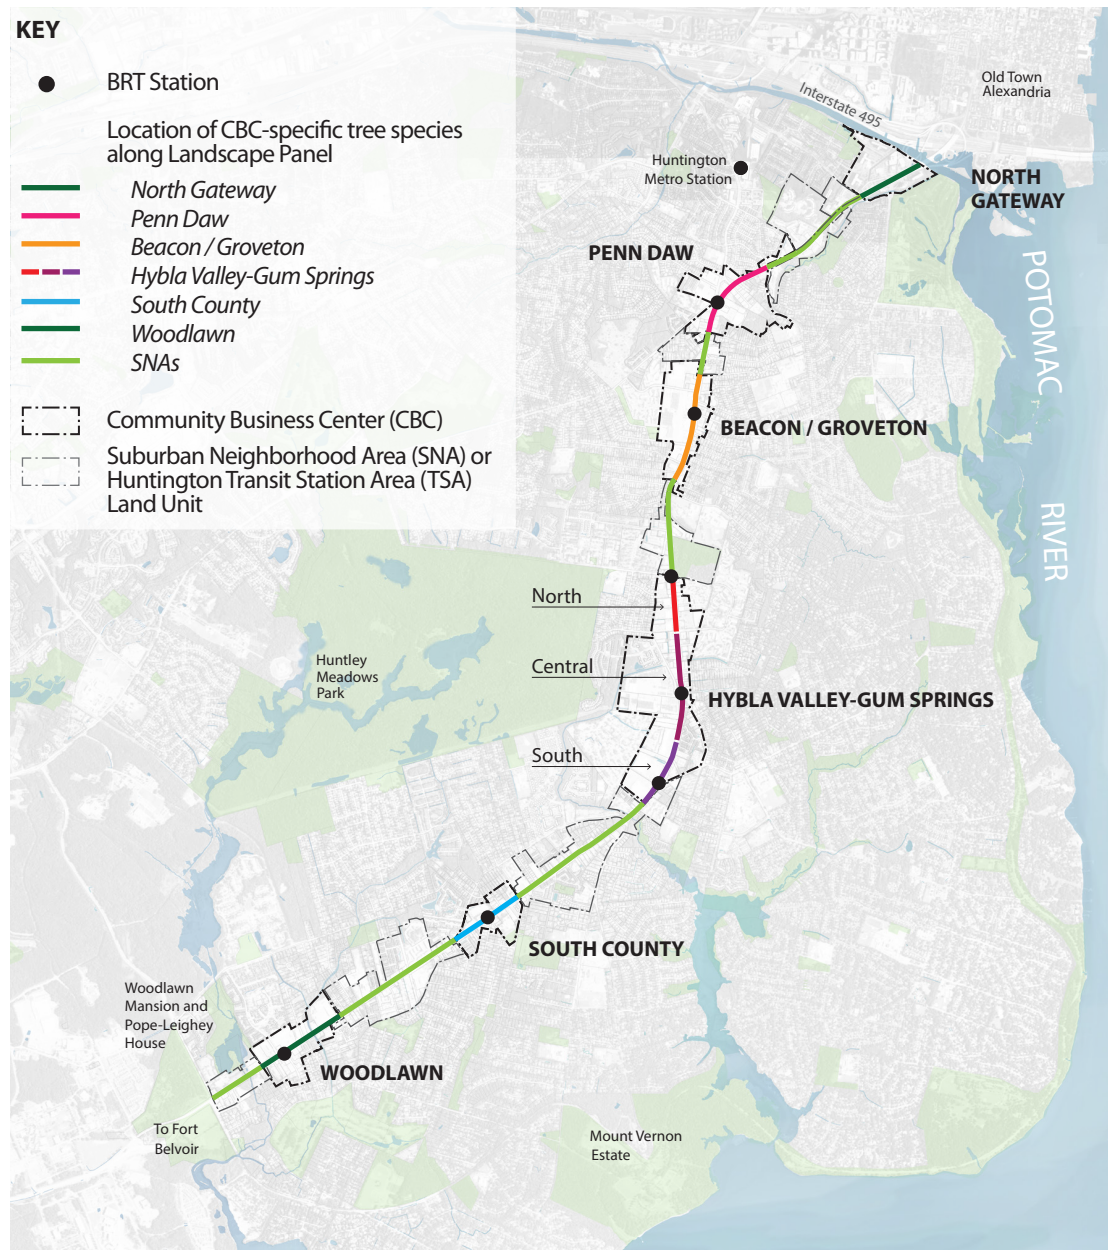 KEY
BRT Station
Location of CBC-specific tree species
along Landscape Panel
North Gateway
Penn Daw
Beacon / Groveton
Hybla Valley-Gum Springs
South County
Woodlawn
SNAs
Community Business Center (CBC)
Suburban Neighborhood Area (SNA) or
Huntington Transit Station Area (TSA)
Land Unit
Old Town
Alexandria
Interstate 495
Huntington
Metro Station
NORTH
GATEWAY
PENN DAW
POTOMAC
RIVER
BEACON / GROVETON
North
Central
Huntley
Meadows
Park
HYBLA VALLEY-GUM SPRINGS
South
SOUTH COUNTY
Woodlawn
Mansion and
Pope-Leighey
House
WOODLAWN
To Fort
Belvoir
Mount Vernon
Estate